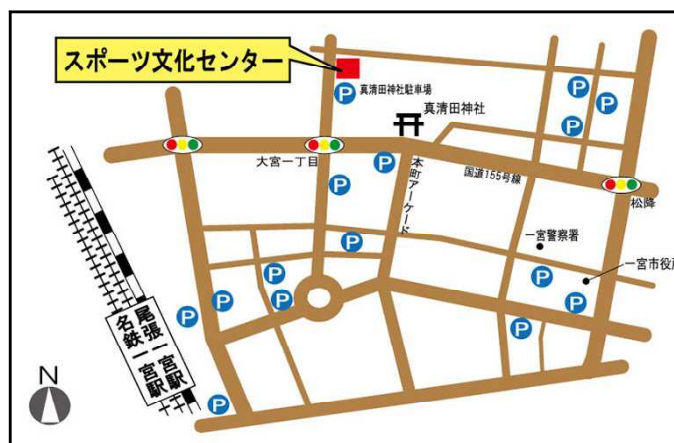 スポーツ文化センター
P
真清田神社駐車場
真清田神社
P
P
P
大宮一丁目
P
P
本町アーケード
国道155号線
松降
P
一宮警察署
一宮市役所
P
P
P
P
P
P
P
P
尾張一宮駅
名鉄一宮駅
P
N